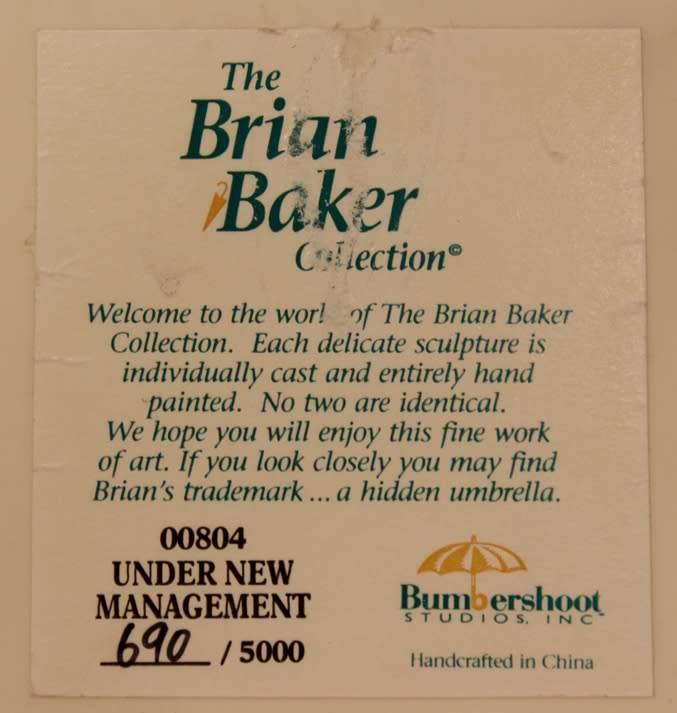 The
Brian
Baker
Collection©
Welcome to the world of The Brian Baker
Collection. Each delicate sculpture is
individually cast and entirely hand
painted. No two are identical.
We hope you will enjoy this fine work
of art. If you look closely you may find
Brian's trademark ... a hidden umbrella.
00804
UNDER NEW
MANAGEMENT
690 / 5000
Bumbershoot
STUDIOS, INC
Handcrafted in China